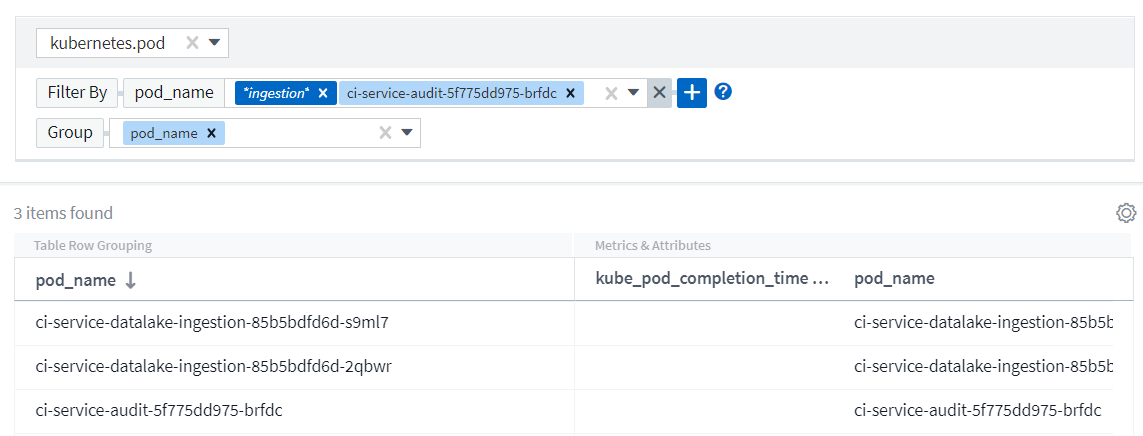 kubernetes.pod
Filter By pod_name *ingestion* ci-service-audit-5f775dd975-brfdc
Group pod_name
3 items found
Table Row Grouping Metrics & Attributes
pod_name kube_pod_completion_time ... pod_name
ci-service-datalake-ingestion-85b5bdfd6d-s9ml7 ci-service-datalake-ingestion-85b5b
ci-service-datalake-ingestion-85b5bdfd6d-2qbwr ci-service-datalake-ingestion-85b5b
ci-service-audit-5f775dd975-brfdc ci-service-audit-5f775dd975-brfdc